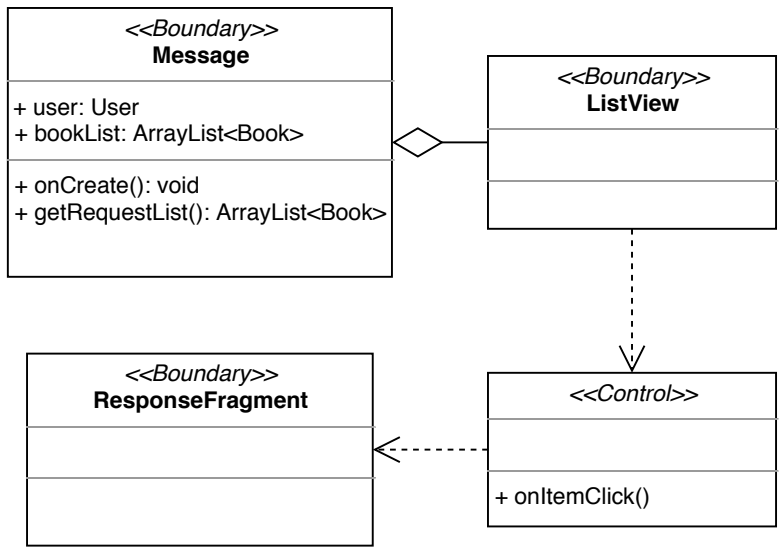 <<Boundary>>
Message
+ user: User
+ bookList: ArrayList<Book>
+ onCreate(): void
+ getRequestList(): ArrayList<Book>
<<Boundary>>
ListView
<<Boundary>>
ResponseFragment
<<Control>>
+ onItemClick()